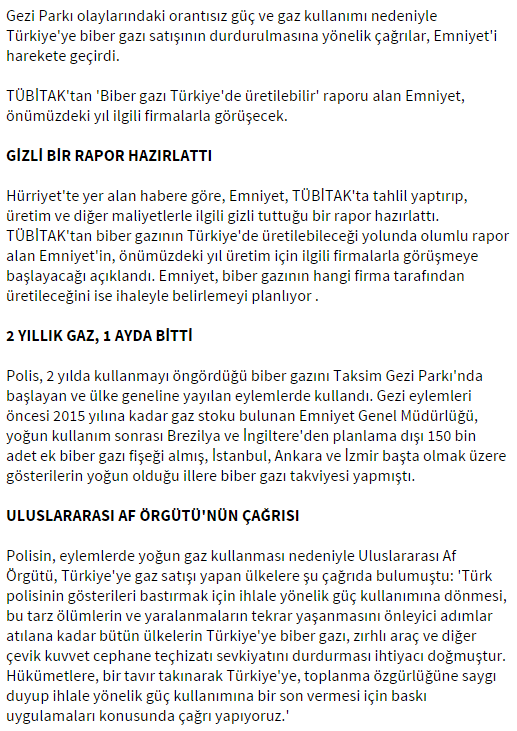 Gezi Parkı olaylarındaki orantısız güç ve gaz kullanımı nedeniyle
Türkiye'ye biber gazı satışının durdurulmasına yönelik çağrılar, Emniyet'i
harekete geçirdi.
TÜBİTAK'tan 'Biber gazı Türkiye'de üretilebilir' raporu alan Emniyet,
önümüzdeki yıl ilgili firmalarla görüşecek.
GİZLİ BİR RAPOR HAZIRLATTI
Hürriyet'te yer alan habere göre, Emniyet, TÜBİTAK'ta tahlil yaptırıp,
üretim ve diğer maliyetlerle ilgili gizli tuttuğu bir rapor hazırlattı.
TÜBİTAK'tan biber gazının Türkiye'de üretilebileceği yolunda olumlu rapor
alan Emniyet'in, önümüzdeki yıl üretim için ilgili firmalarla görüşmeye
başlayacağı açıklandı. Emniyet, biber gazının hangi firma tarafından
üretileceğini ise ihaleyle belirlemeyi planlıyor .
2 YILLIK GAZ, 1 AYDA BİTTİ
Polis, 2 yılda kullanmayı öngördüğü biber gazını Taksim Gezi Parkı'nda
başlayan ve ülke geneline yayılan eylemlerde kullandı. Gezi eylemleri
öncesi 2015 yılına kadar gaz stoku bulunan Emniyet Genel Müdürlüğü,
yoğun kullanım sonrası Brezilya ve İngiltere'den planlama dışı 150 bin
adet ek biber gazı fişeği almış, İstanbul, Ankara ve İzmir başta olmak üzere
gösterilerin yoğun olduğu illere biber gazı takviyesi yapmıştı.
ULUSLARARASI AF ÖRGÜTÜ'NÜN ÇAĞRISI
Polisin, eylemlerde yoğun gaz kullanması nedeniyle Uluslararası Af
Örgütü, Türkiye'ye gaz satışı yapan ülkelere şu çağrıda bulumuştu: 'Türk
polisinin gösterileri bastırmak için ihlale yönelik güç kullanımına dönmesi,
bu tarz ölümlerin ve yaralanmaların tekrar yaşanmasını önleyici adımlar
atılana kadar bütün ülkelerin Türkiye'ye biber gazı, zırhlı araç ve diğer
çevik kuvvet cephane teçhizatı sevkiyatını durdurması ihtiyacı doğmuştur.
Hükümetlere, bir tavır takınarak Türkiye'ye, toplanma özgürlüğüne saygı
duyup ihlale yönelik güç kullanımına bir son vermesi için baskı
uygulamaları konusunda çağrı yapıyoruz.'